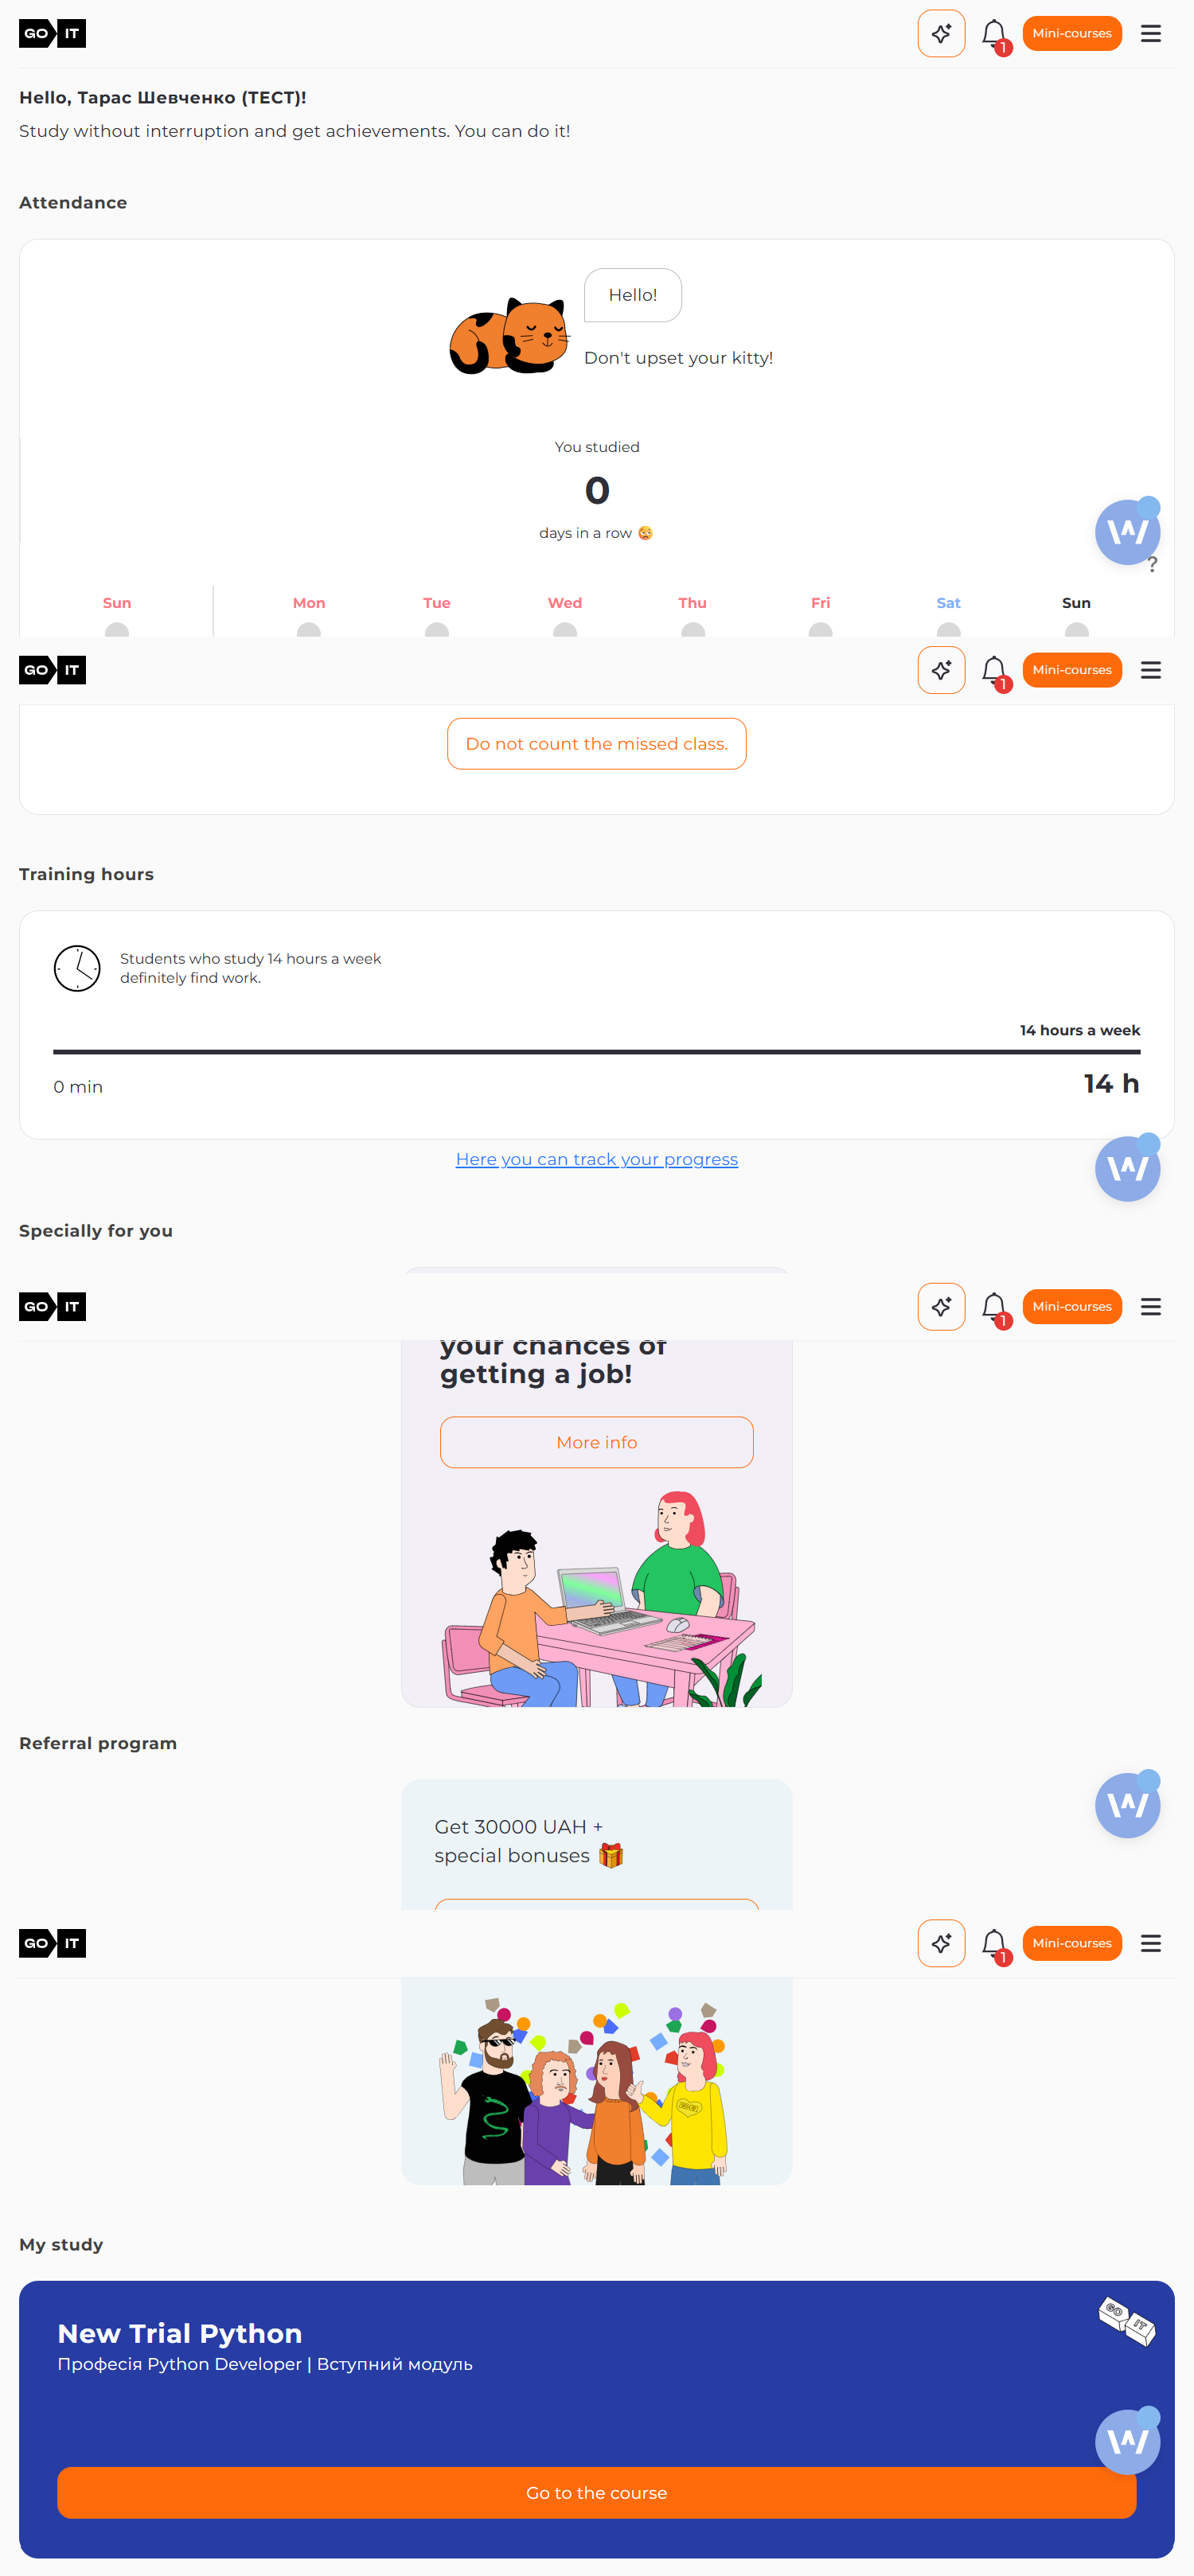 GO IT
1
Mini-courses
Hello, Тарас Шевченко (ТЕСТ)!
Study without interruption and get achievements. You can do it!
Attendance
Hello!
Don't upset your kitty!
You studied
0
days in a row
?
Sun Mon Tue Wed Thu Fri Sat Sun
GO IT
1
Mini-courses
Do not count the missed class.
Training hours
Students who study 14 hours a week
definitely find work.
14 hours a week
0 min
14 h
Here you can track your progress
Specially for you
GO IT
1
Mini-courses
your chances of
getting a job!
More info
Referral program
Get 30000 UAH +
special bonuses
GO IT
1
Mini-courses
My study
New Trial Python
GO IT
Професія Python Developer | Вступний модуль
Go to the course